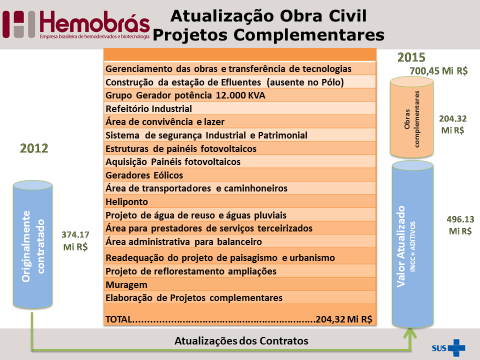 Hemobrás
Empresa brasileira de hemoderivados e biotecnologia
Atualização Obra Civil
Projetos Complementares
2015
700,45 Mi R$
Gerenciamento das obras e transferência de tecnologias
Construção da estação de Efluentes (ausente no Pólo)
Grupo Gerador potência 12.000 KVA
Refeitório Industrial
Área de convivência e lazer
Sistema de segurança Industrial e Patrimonial
Estruturas de painéis fotovoltaicos
Aquisição Painéis fotovoltaicos
Geradores Eólicos
Área de transportadores e caminhoneiros
Heliponto
Projeto de água de reuso e águas pluviais
Área para prestadores de serviços terceirizados
Área administrativa para balanceiro
Readequação do projeto de paisagismo e urbanismo
Projeto de reflorestamento ampliações
Muragem
Elaboração de Projetos complementares
TOTAL...............................................................204,32 Mi R$
2012
Originalmente
contratado
374.17
Mi R$
Obras
complementares
204.32
Mi R$
Valor Atualizado
INCC + ADITIVOS
496.13
Mi R$
Atualizações dos Contratos
SUS